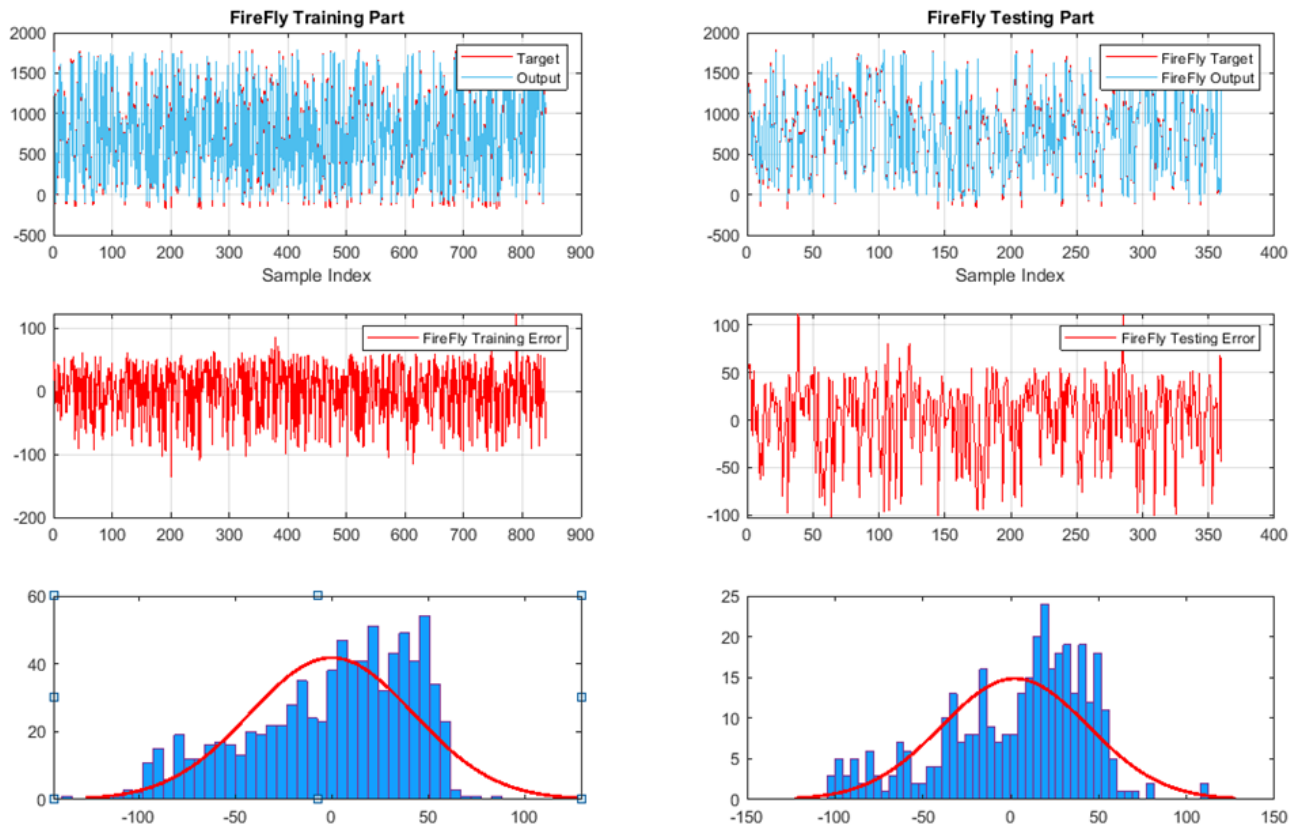 FireFly Training Part
2000
1500
1000
500
0
-500
Target
Output
0 100 200 300 400 500 600 700 800 900
Sample Index
FireFly Testing Part
2000
1500
1000
500
0
-500
FireFly Target
FireFly Output
0 50 100 150 200 250 300 350 400
Sample Index
100
0
-100
-200
FireFly Training Error
0 100 200 300 400 500 600 700 800 900
100
50
0
-50
-100
FireFly Testing Error
0 50 100 150 200 250 300 350 400
60
40
20
0
-100 -50 0 50 100
25
20
15
10
5
0
-150 -100 -50 0 50 100 150